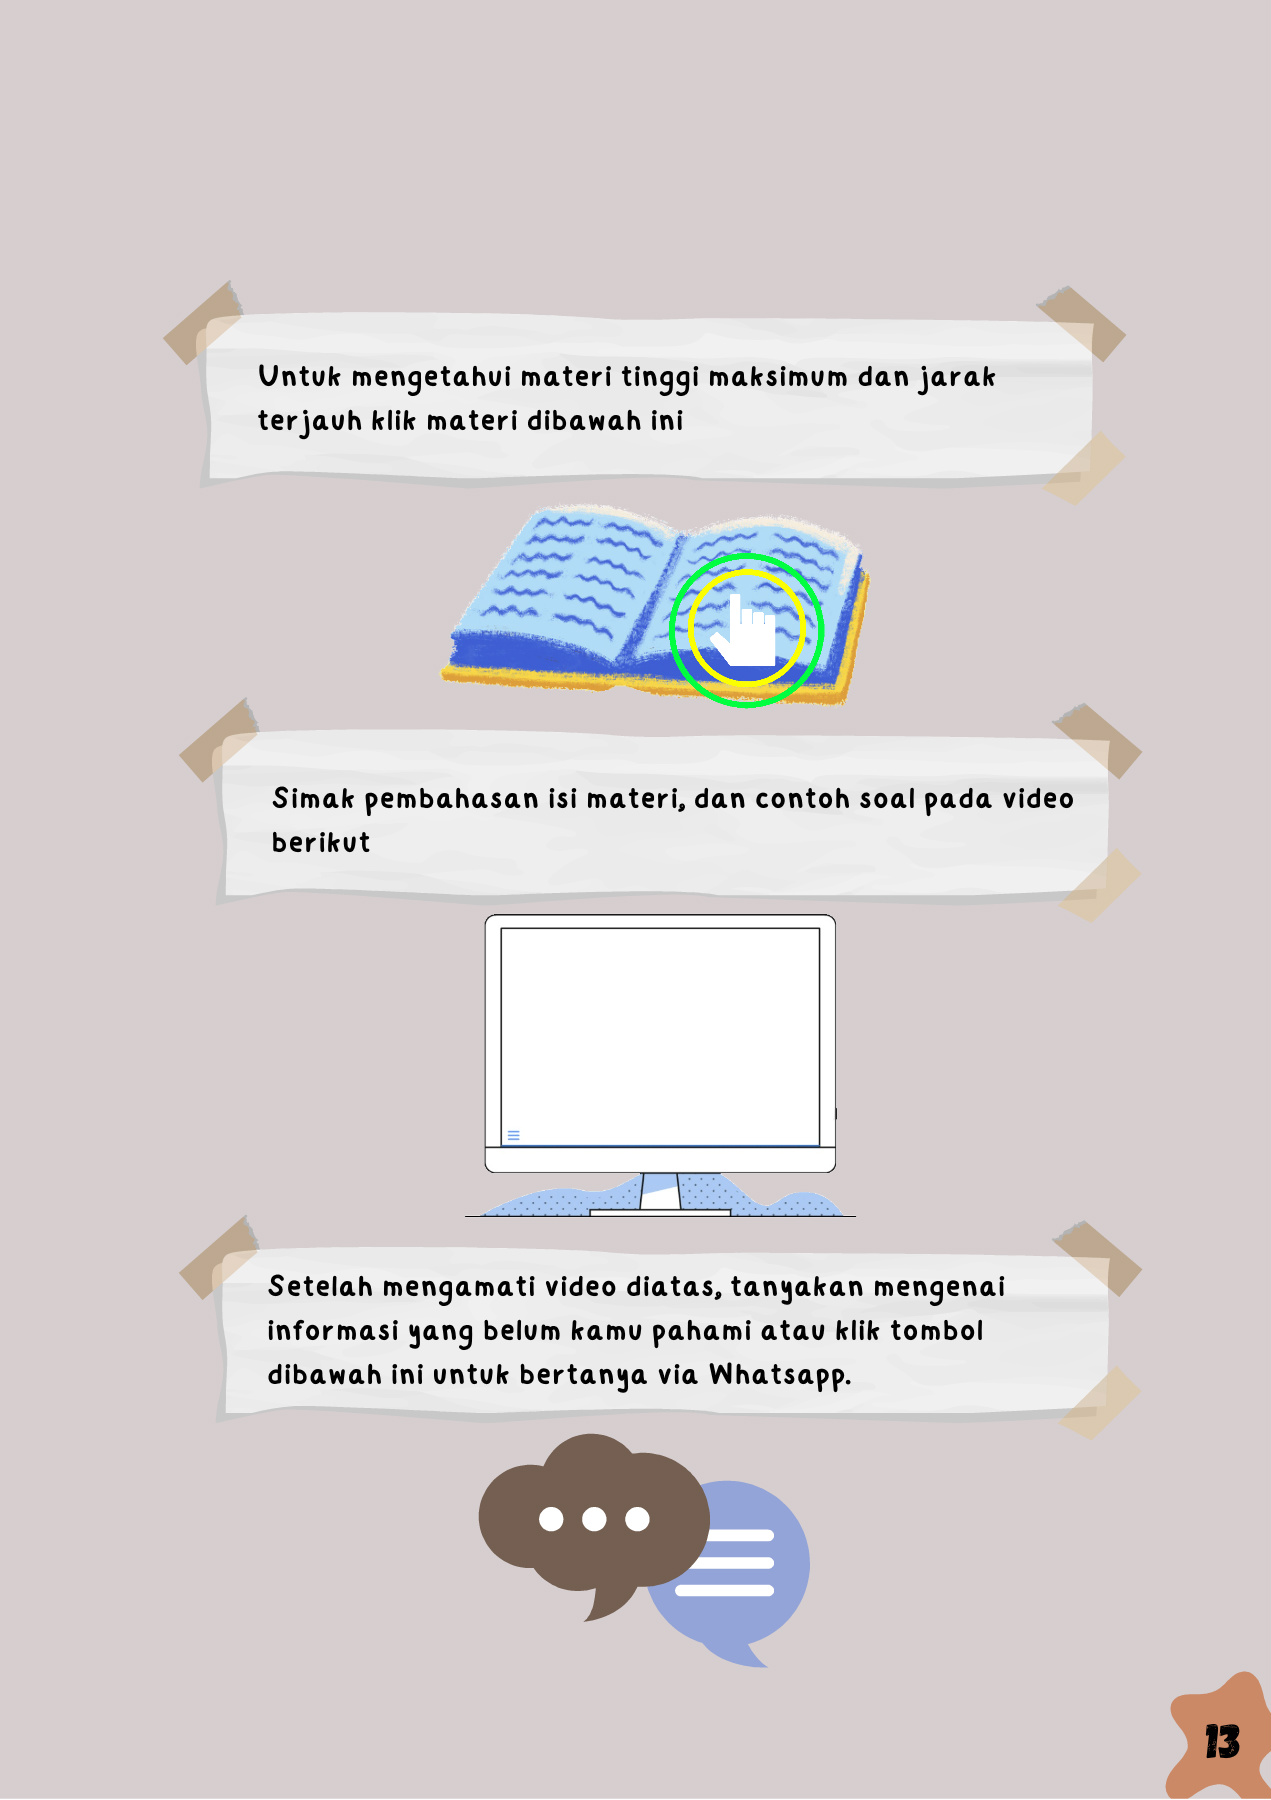 Untuk mengetahui materi tinggi maksimum dan jarak
terjauh klik materi dibawah ini
Simak pembahasan isi materi, dan contoh soal pada video
berikut
Setelah mengamati video diatas, tanyakan mengenai
informasi yang belum kamu pahami atau klik tombol
dibawah ini untuk bertanya via Whatsapp.
13